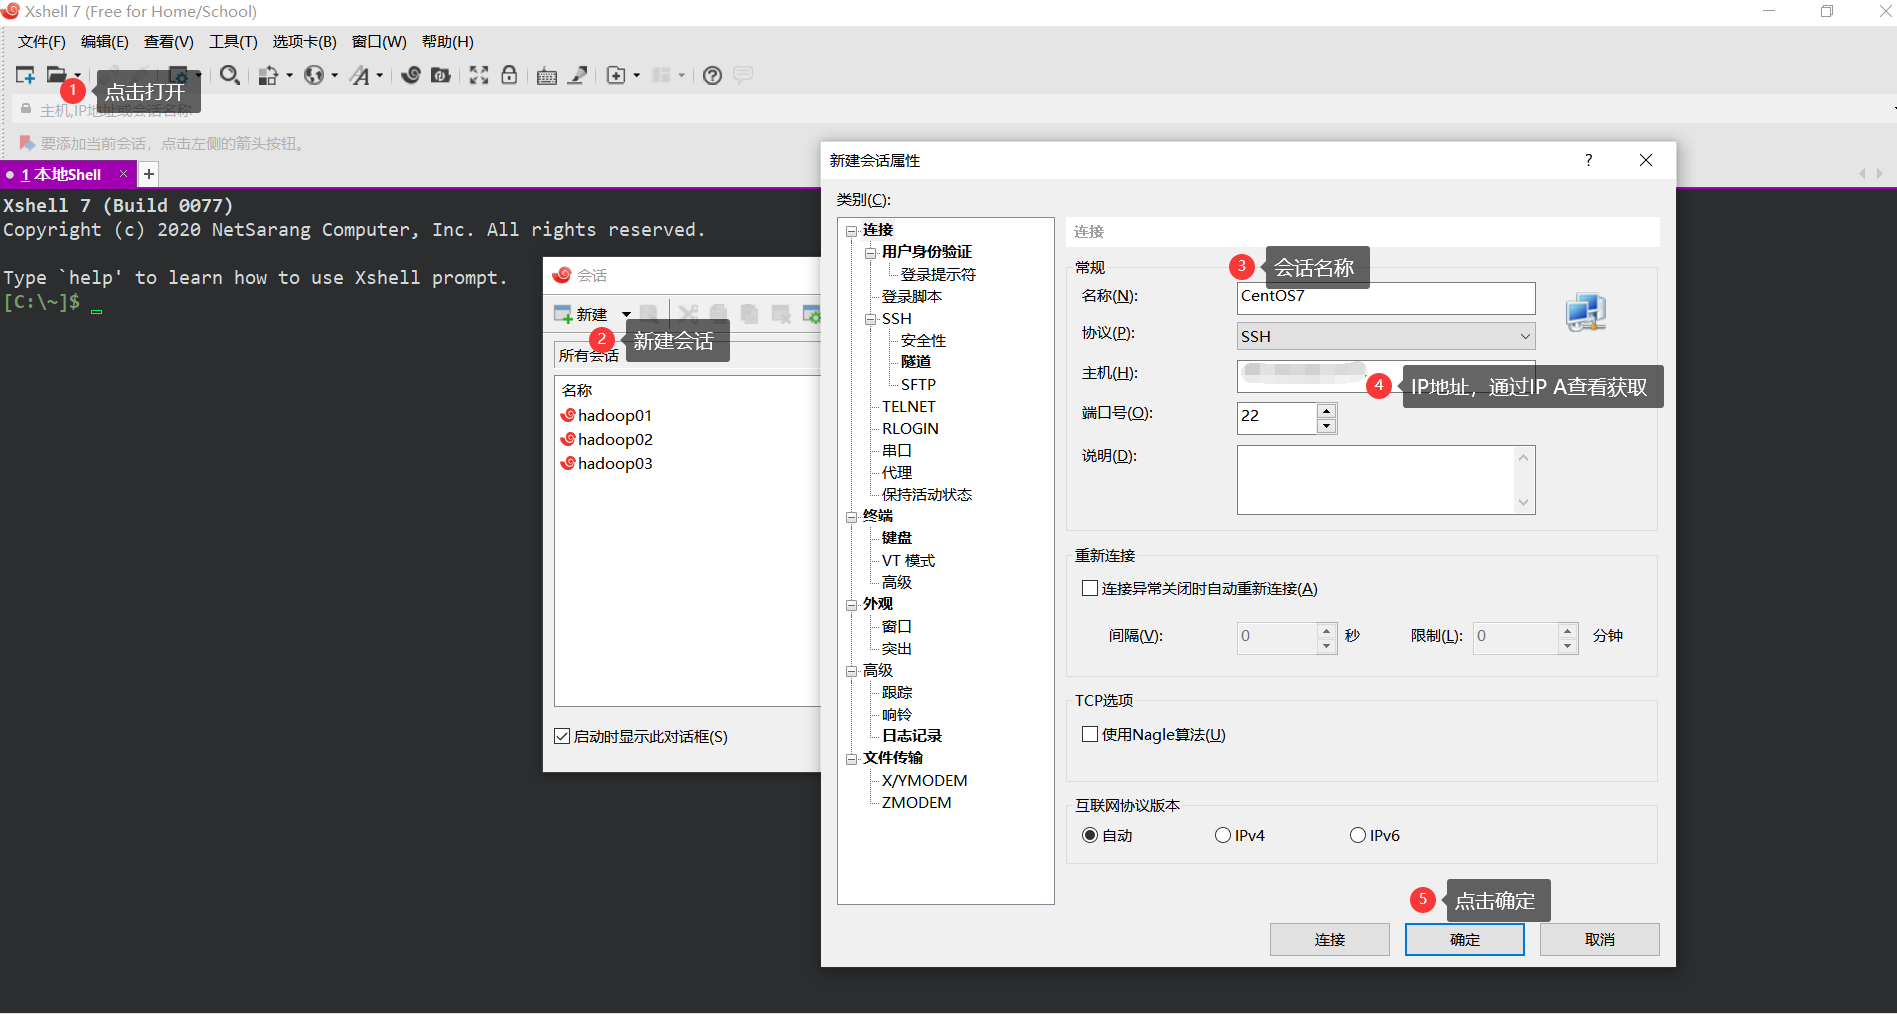 Xshell 7 (Free for Home/School)
文件(F) 编辑(E) 查看(V) 工具(T) 选项卡(B) 窗口(W) 帮助(H)
1 点击打开
主机,IP地址或会话名称
要添加当前会话，点击左侧的箭头按钮。
1 本地Shell × +
Xshell 7 (Build 0077)
Copyright (c) 2020 NetSarang Computer, Inc. All rights reserved.
Type `help' to learn how to use Xshell prompt.
[C:\~]$
会话
新建
2 新建会话
所有会话
名称
hadoop01
hadoop02
hadoop03
启动时显示此对话框(S)
新建会话属性 ?
类别(C):
连接
用户身份验证
登录提示符
登录脚本
SSH
安全性
隧道
SFTP
TELNET
RLOGIN
串口
代理
保持活动状态
终端
键盘
VT 模式
高级
外观
窗口
突出
高级
跟踪
响铃
日志记录
文件传输
X/YMODEM
ZMODEM
连接
常规
3 会话名称
名称(N): CentOS7
协议(P): SSH
主机(H):
4 IP地址，通过IP A查看获取
端口号(O): 22
说明(D):
重新连接
连接异常关闭时自动重新连接(A)
间隔(V): 0 秒 限制(L): 0 分钟
TCP选项
使用Nagle算法(U)
互联网协议版本
自动 IPv4 IPv6
5 点击确定
连接 确定 取消